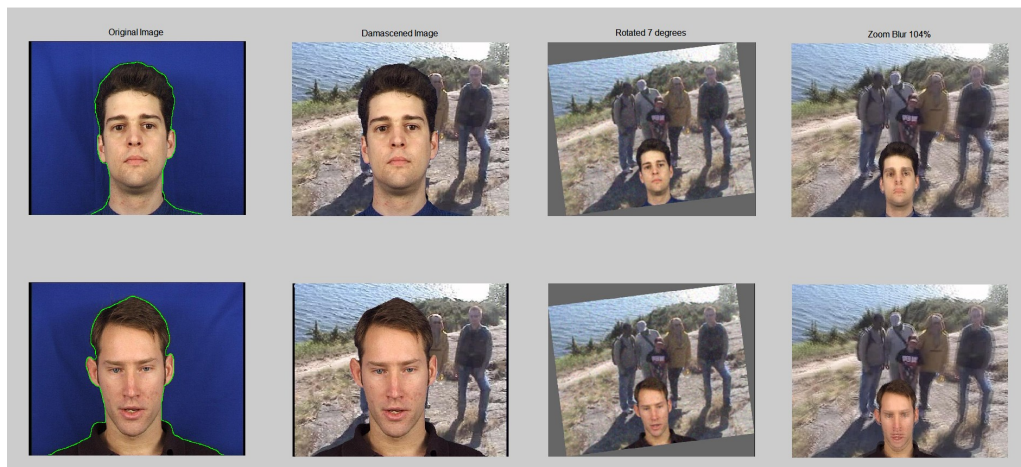 Original Image
Damascened Image
Rotated 7 degrees
Zoom Blur 104%